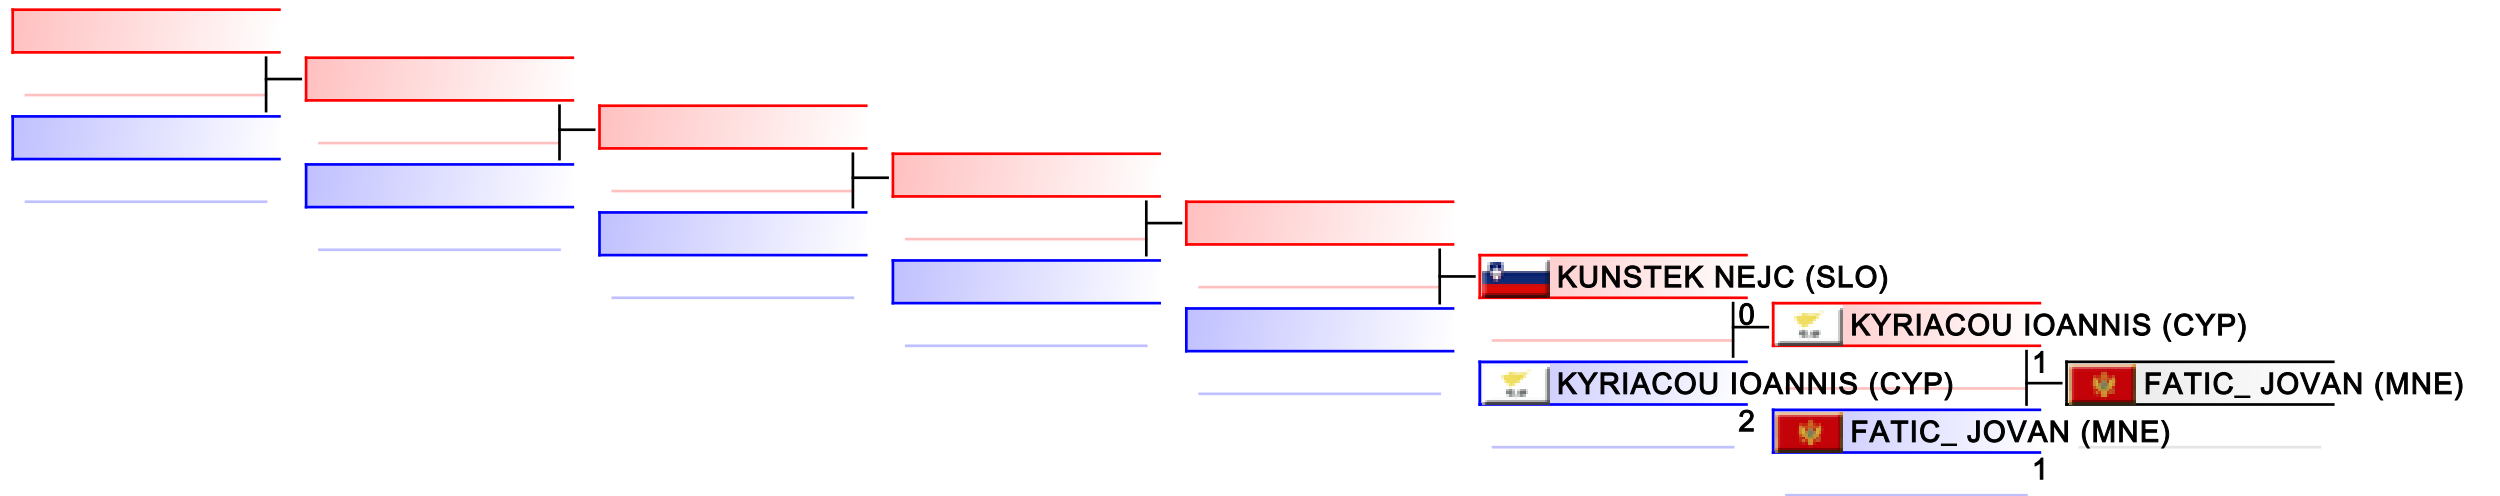 KUNSTEK NEJC (SLO)
0
KYRIACOU IOANNIS (CYP)
2
KYRIACOU IOANNIS (CYP)
1
FATIC_ JOVAN (MNE)
1
FATIC_ JOVAN (MNE)